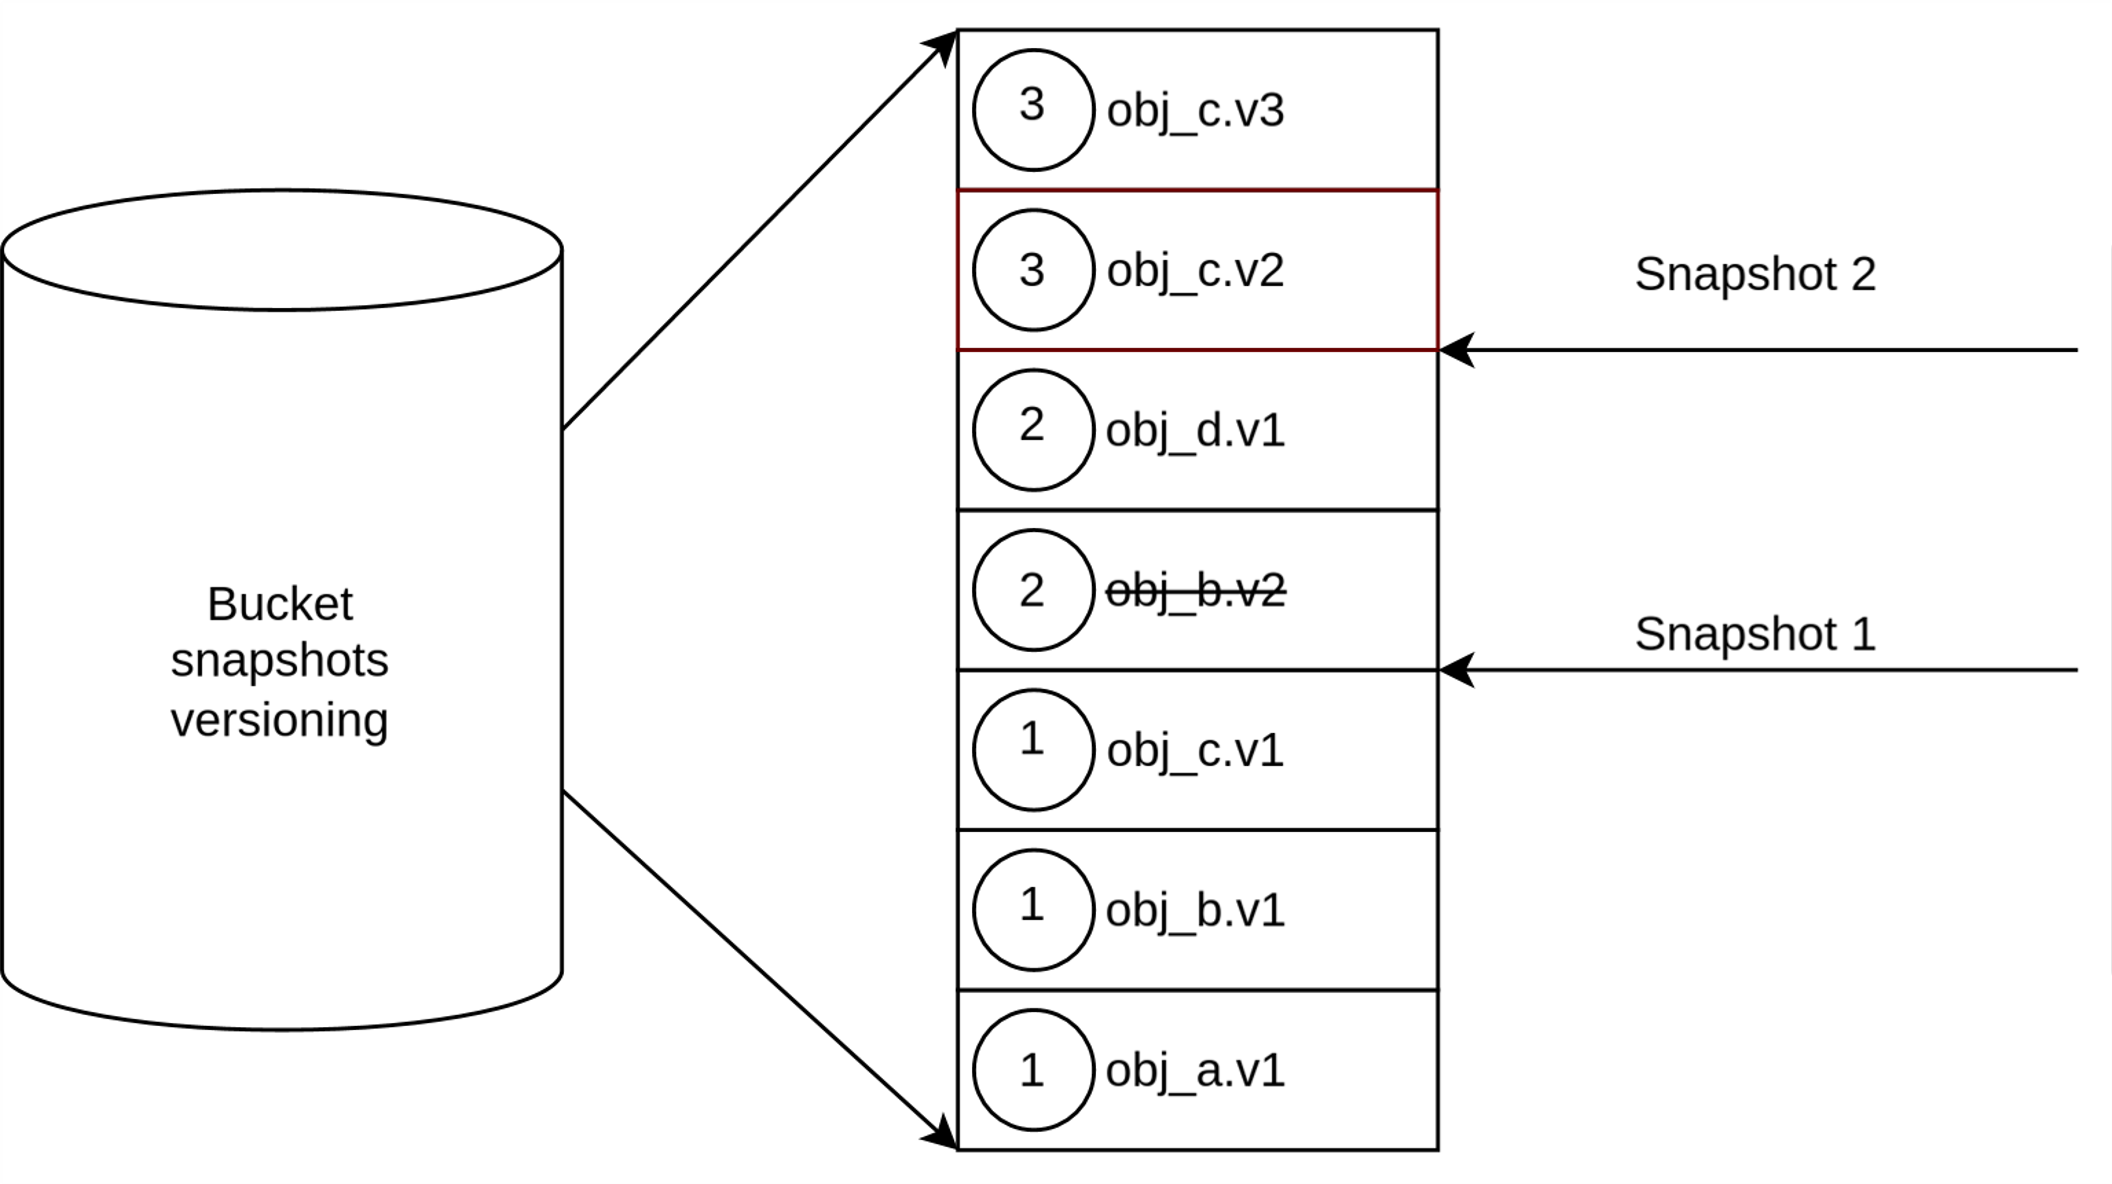 3 obj_c.v3
3 obj_c.v2
Snapshot 2
2 obj_d.v1
2 obj_b.v2
Snapshot 1
Bucket
snapshots
versioning
1 obj_c.v1
1 obj_b.v1
1 obj_a.v1